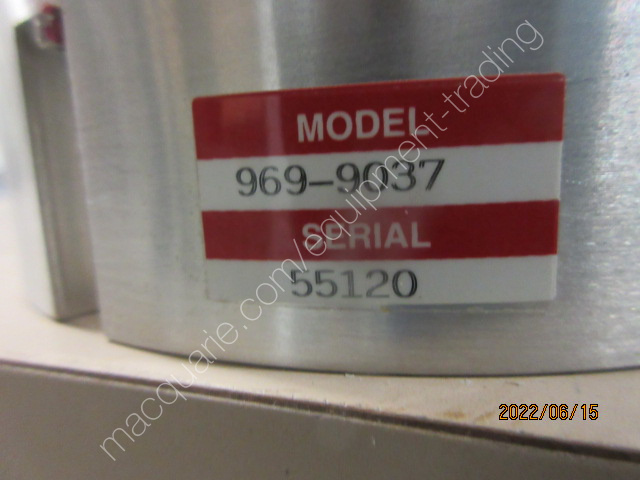 MODEL
969-9037
SERIAL
55120
macquarie.com/equipment-trading
2022/06/15